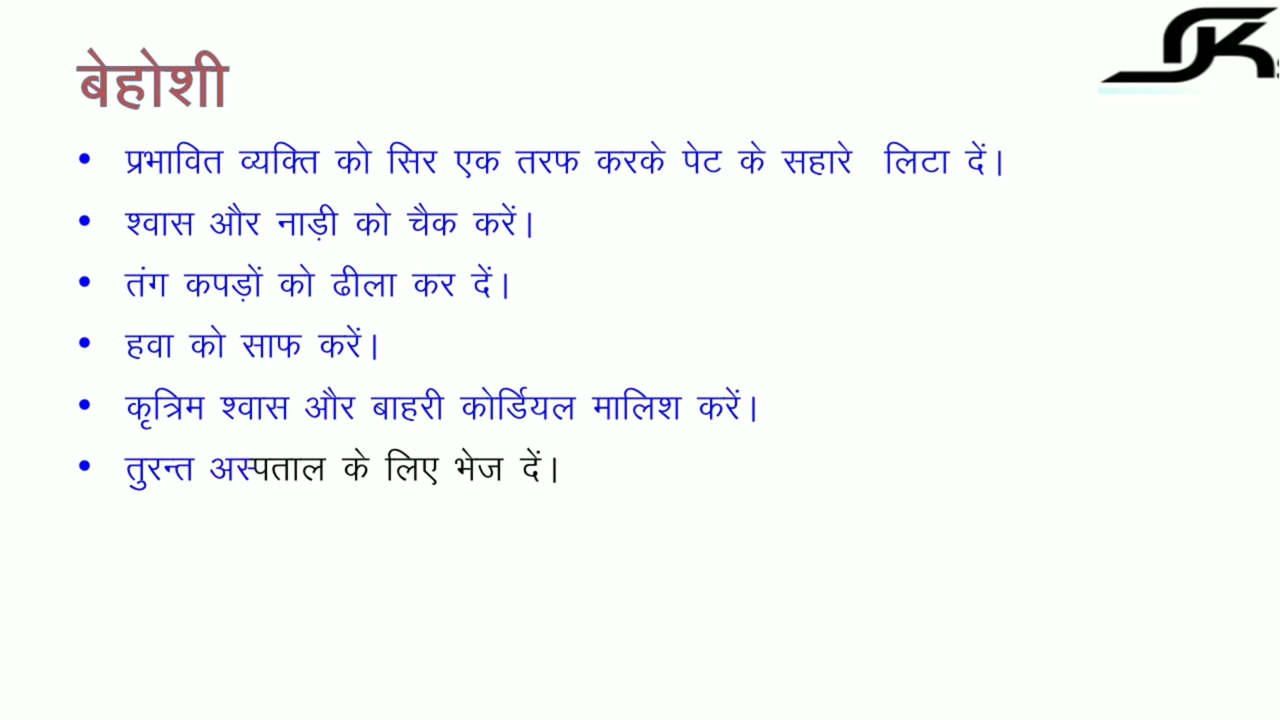 बेहोशी
• प्रभावित व्यक्ति को सिर एक तरफ करके पेट के सहारे लिटा दें।
• श्वास और नाड़ी को चैक करें।
• तंग कपड़ों को ढीला कर दें।
• हवा को साफ करें।
• कृत्रिम श्वास और बाहरी कोर्डियल मालिश करें।
• तुरन्त अस्पताल के लिए भेज दें।